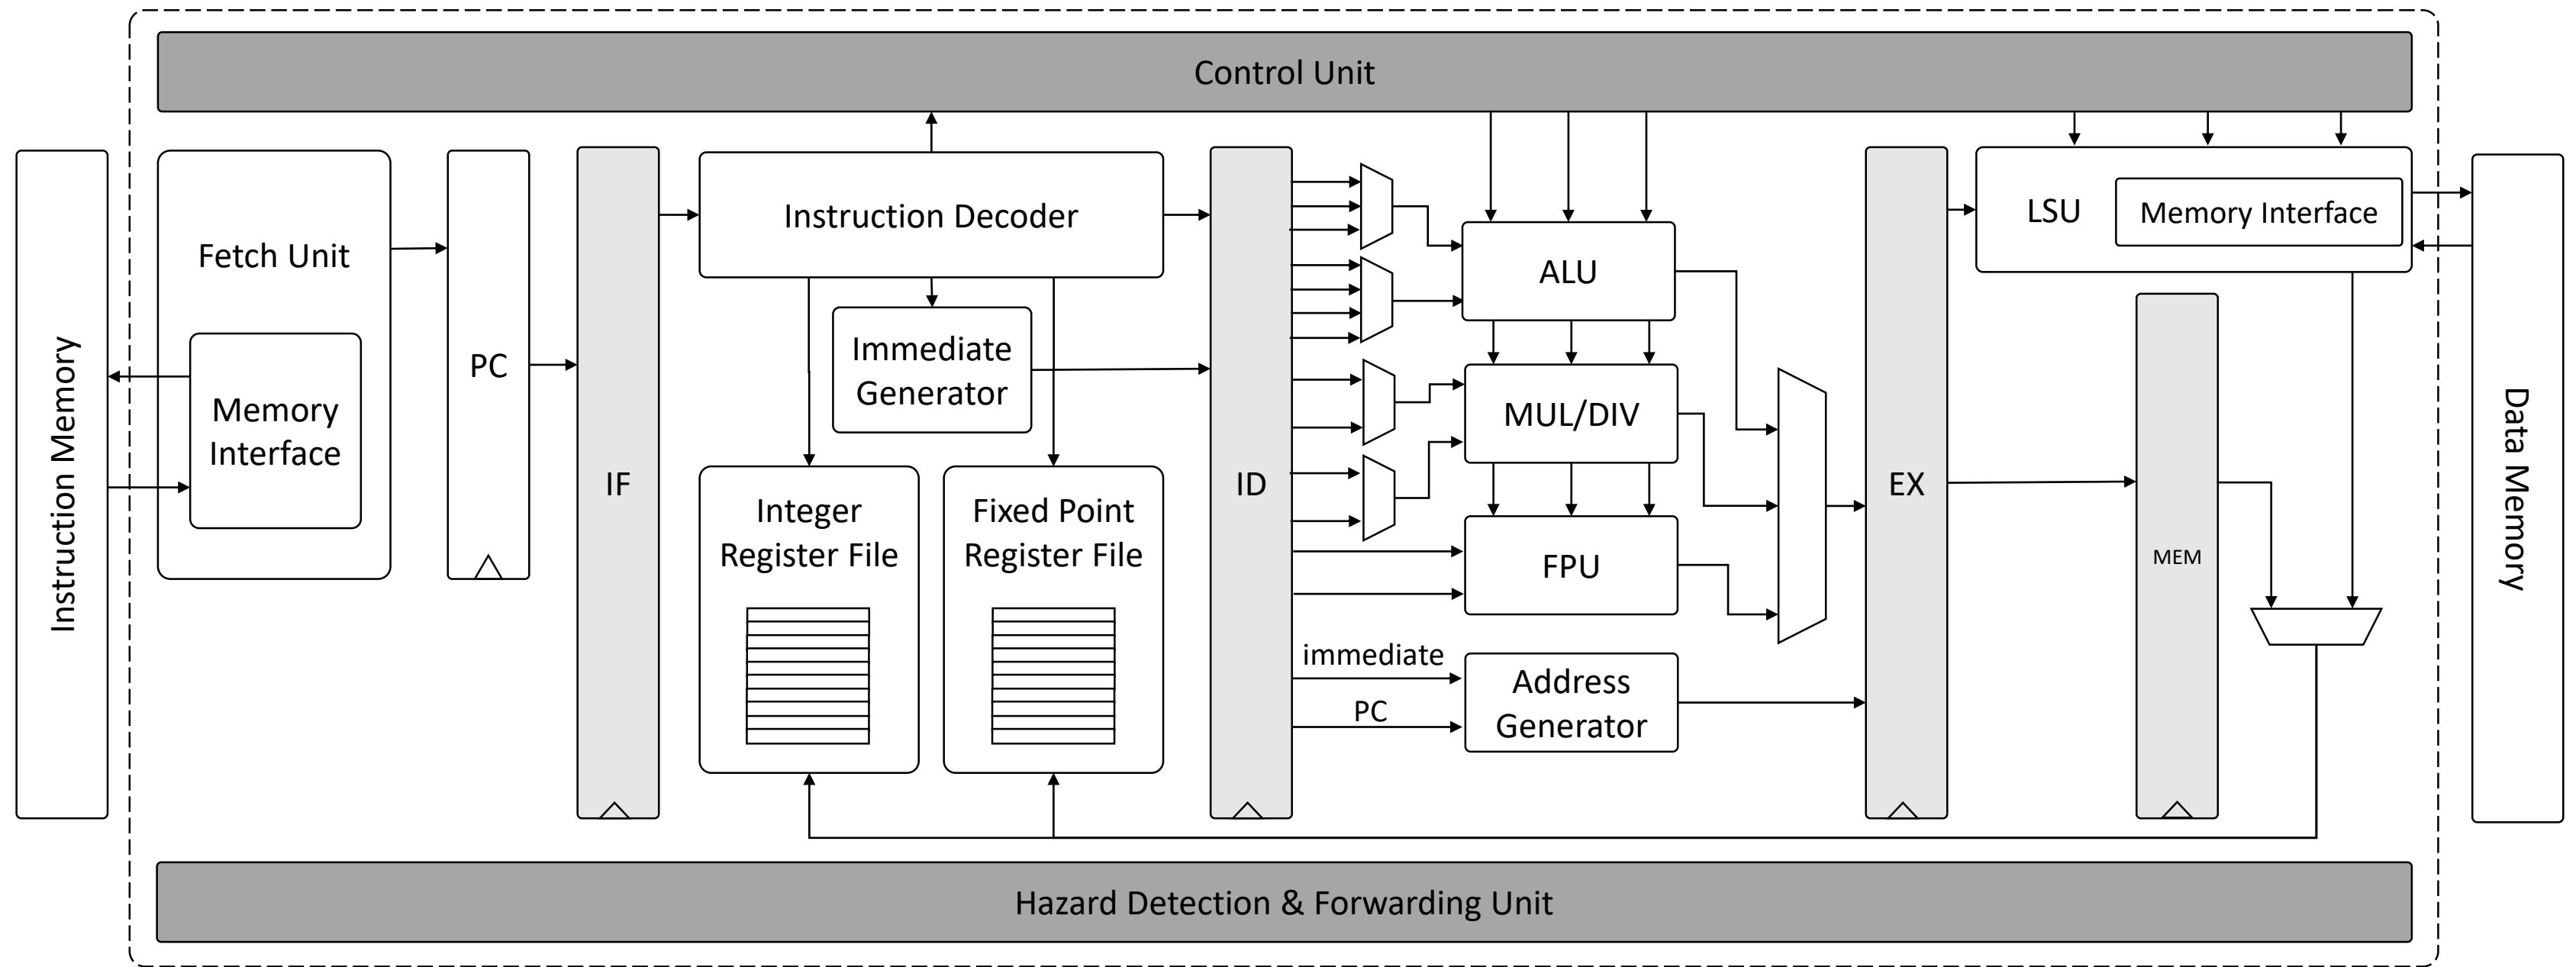 Control Unit
Instruction Memory
Fetch Unit
Memory
Interface
PC
IF
Instruction Decoder
Immediate
Generator
Integer
Register File
Fixed Point
Register File
ID
ALU
MUL/DIV
FPU
immediate
PC
Address
Generator
EX
LSU
Memory Interface
MEM
Data Memory
Hazard Detection & Forwarding Unit